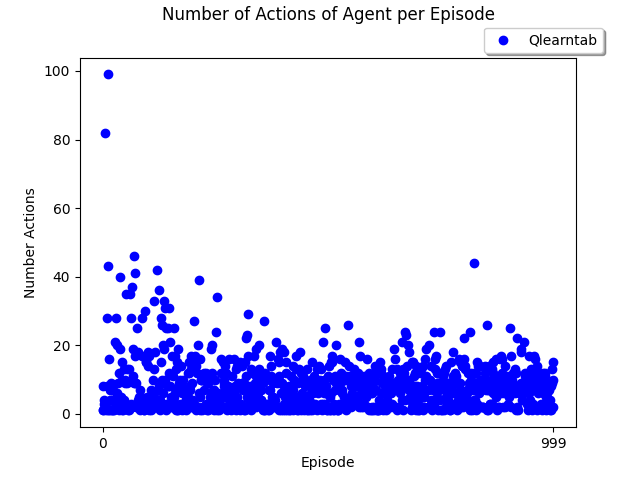 Number of Actions of Agent per Episode
Qlearntab
100
80
60
40
20
0
Number Actions
0
999
Episode